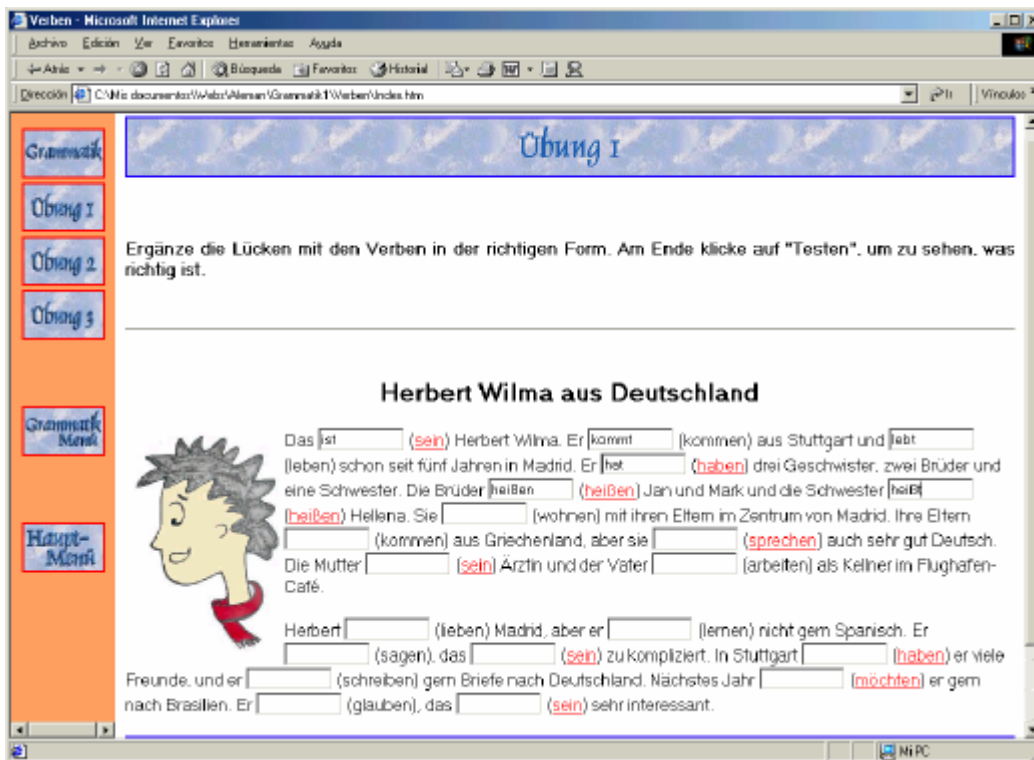 Verben - Microsoft Internet Explorer
Archivo Edición Ver Favoritos Herramientas Ayuda
Atrás Búsqueda Favoritos Historial
Dirección C:\Mis documentos\Webs\Aleman\Grammatik1\Verben\Index.htm Ir Vínculos
Grammatik
Übung 1
Übung 2
Übung 3
Grammatik
Menü
Haupt-
Menü
Übung 1
Ergänze die Lücken mit den Verben in der richtigen Form. Am Ende klicke auf "Testen", um zu sehen, was
richtig ist.
Herbert Wilma aus Deutschland
Das ist (sein) Herbert Wilma. Er kommt (kommen) aus Stuttgart und lebt
(leben) schon seit fünf Jahren in Madrid. Er hat (haben) drei Geschwister, zwei Brüder und
eine Schwester. Die Brüder heißen (heißen) Jan und Mark und die Schwester heißt
(heißen) Hellena. Sie (wohnen) mit ihren Eltern im Zentrum von Madrid. Ihre Eltern
(kommen) aus Griechenland, aber sie (sprechen) auch sehr gut Deutsch.
Die Mutter (sein) Ärztin und der Vater (arbeiten) als Kellner im Flughafen-
Café.
Herbert (lieben) Madrid, aber er (lernen) nicht gern Spanisch. Er
(sagen), das (sein) zu kompliziert. In Stuttgart (haben) er viele
Freunde, und er (schreiben) gern Briefe nach Deutschland. Nächstes Jahr (möchten) er gern
nach Brasilien. Er (glauben), das (sein) sehr interessant.
Mi PC